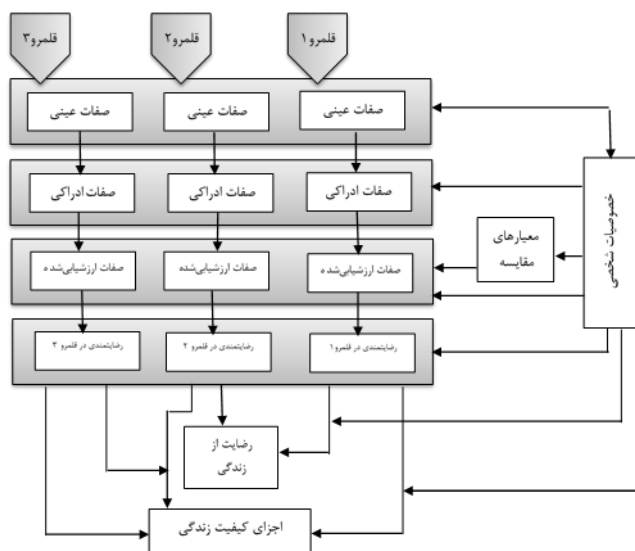 قلمرو۱
قلمرو۲
قلمرو۳
صفات عینی
صفات عینی
صفات عینی
صفات ادراکی
صفات ادراکی
صفات ادراکی
خصوصیات شخصی
معیارهای
مقایسه
صفات ارزشیابی‌شده
صفات ارزشیابی‌شده
صفات ارزشیابی‌شده
رضایتمندی در قلمرو۱
رضایتمندی در قلمرو ۲
رضایتمندی در قلمرو ۳
رضایت از
زندگی
اجزای کیفیت زندگی